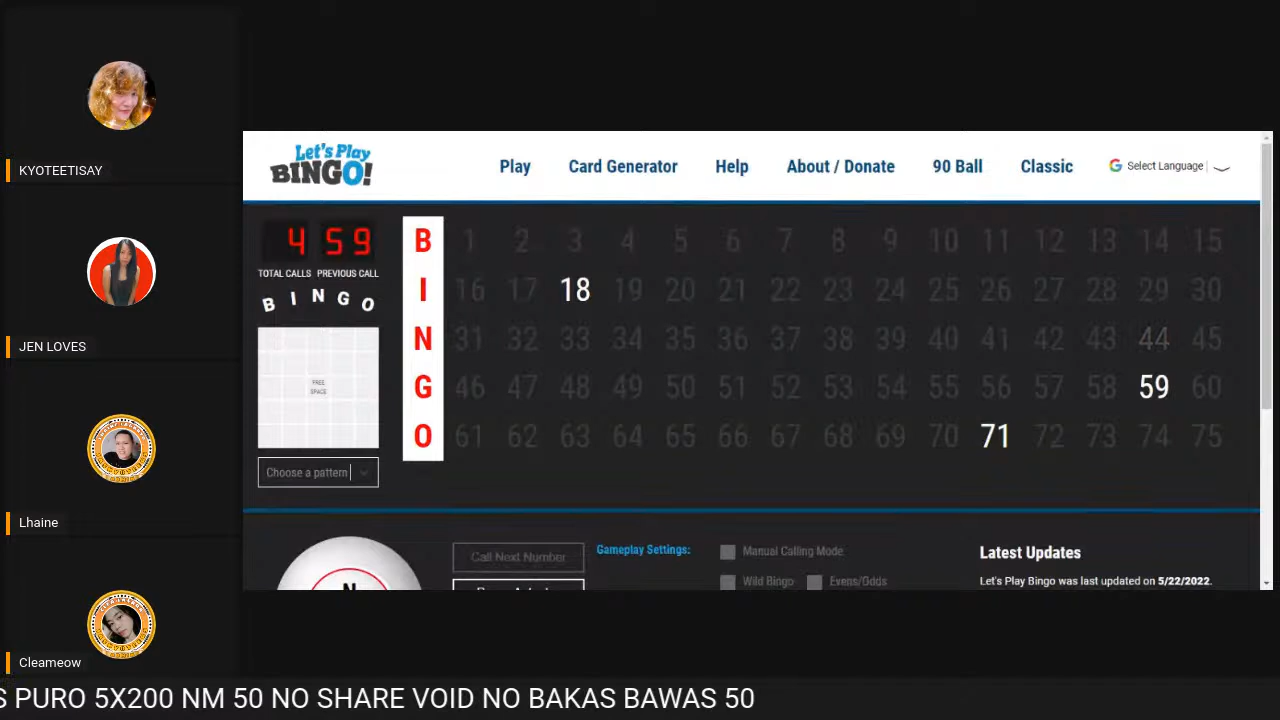 KYOTEETISAY
JEN LOVES
Lhaine
Cleameow
Let's Play
BINGO!
Play Card Generator Help About / Donate 90 Ball Classic Select Language
4 59
TOTAL CALLS PREVIOUS CALL
B I N G O
FREE
SPACE
Choose a pattern
B 1 2 3 4 5 6 7 8 9 10 11 12 13 14 15
I 16 17 18 19 20 21 22 23 24 25 26 27 28 29 30
N 31 32 33 34 35 36 37 38 39 40 41 42 43 44 45
G 46 47 48 49 50 51 52 53 54 55 56 57 58 59 60
O 61 62 63 64 65 66 67 68 69 70 71 72 73 74 75
N
Call Next Number
Gameplay Settings:
Manual Calling Mode
Wild Bingo Evens/Odds
Latest Updates
Let's Play Bingo was last updated on 5/22/2022.
S PURO 5X200 NM 50 NO SHARE VOID NO BAKAS BAWAS 50